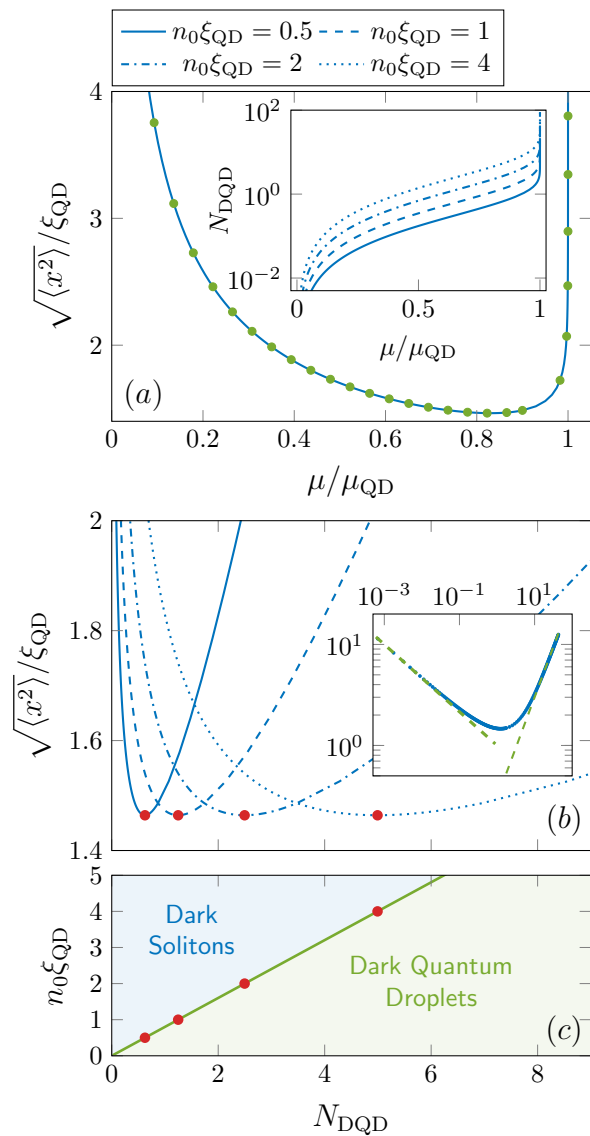 n₀ξ_QD = 0.5 n₀ξ_QD = 1
n₀ξ_QD = 2 n₀ξ_QD = 4
√⟨x²⟩/ξ_QD
4
3
2
(a)
0 0.2 0.4 0.6 0.8 1
μ/μ_QD
N_DQD
10²
10⁰
10⁻²
0 0.5 1
μ/μ_QD
√⟨x²⟩/ξ_QD
2
1.8
1.6
1.4
10⁻³ 10⁻¹ 10¹
10¹
10⁰
(b)
n₀ξ_QD
5
4
3
2
1
0
Dark
Solitons
Dark Quantum
Droplets
(c)
0 2 4 6 8
N_DQD